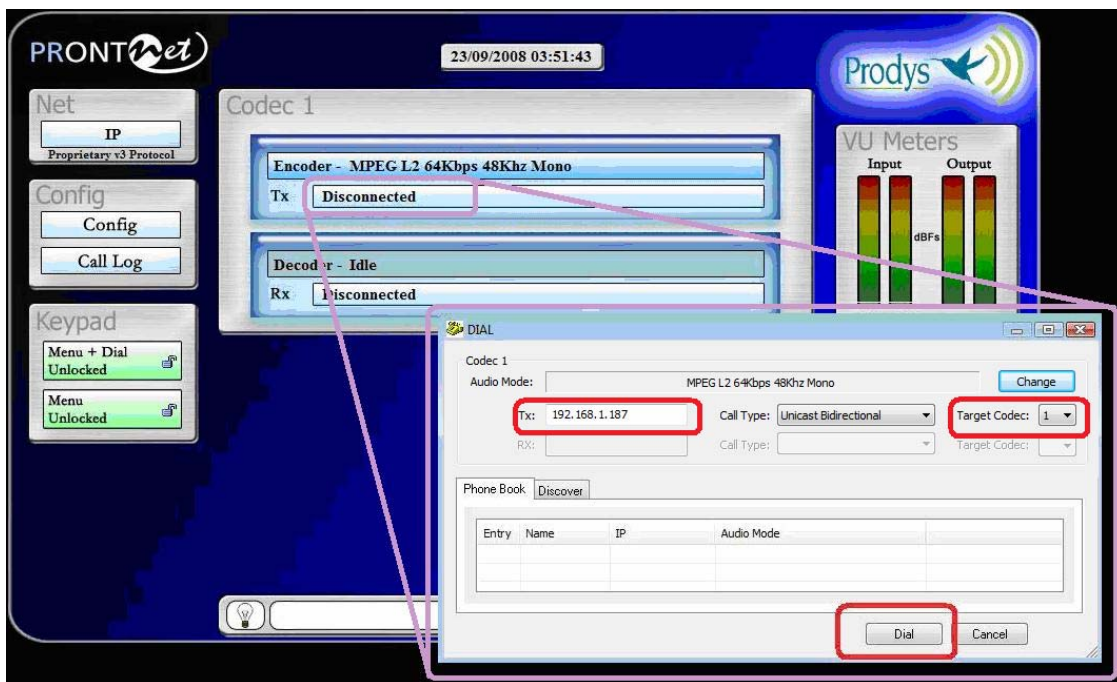 PRONTnet
23/09/2008 03:51:43
Prodys
Net
IP
Proprietary v3 Protocol
Config
Config
Call Log
Keypad
Menu + Dial
Unlocked
Menu
Unlocked
Codec 1
Encoder - MPEG L2 64Kbps 48Khz Mono
Tx Disconnected
Decoder - Idle
Rx Disconnected
VU Meters
Input Output
dBFs
DIAL
Codec 1
Audio Mode: MPEG L2 64Kbps 48Khz Mono Change
Tx: 192.168.1.187 Call Type: Unicast Bidirectional Target Codec: 1
RX: Call Type: Target Codec:
Phone Book Discover
Entry Name IP Audio Mode
Dial Cancel